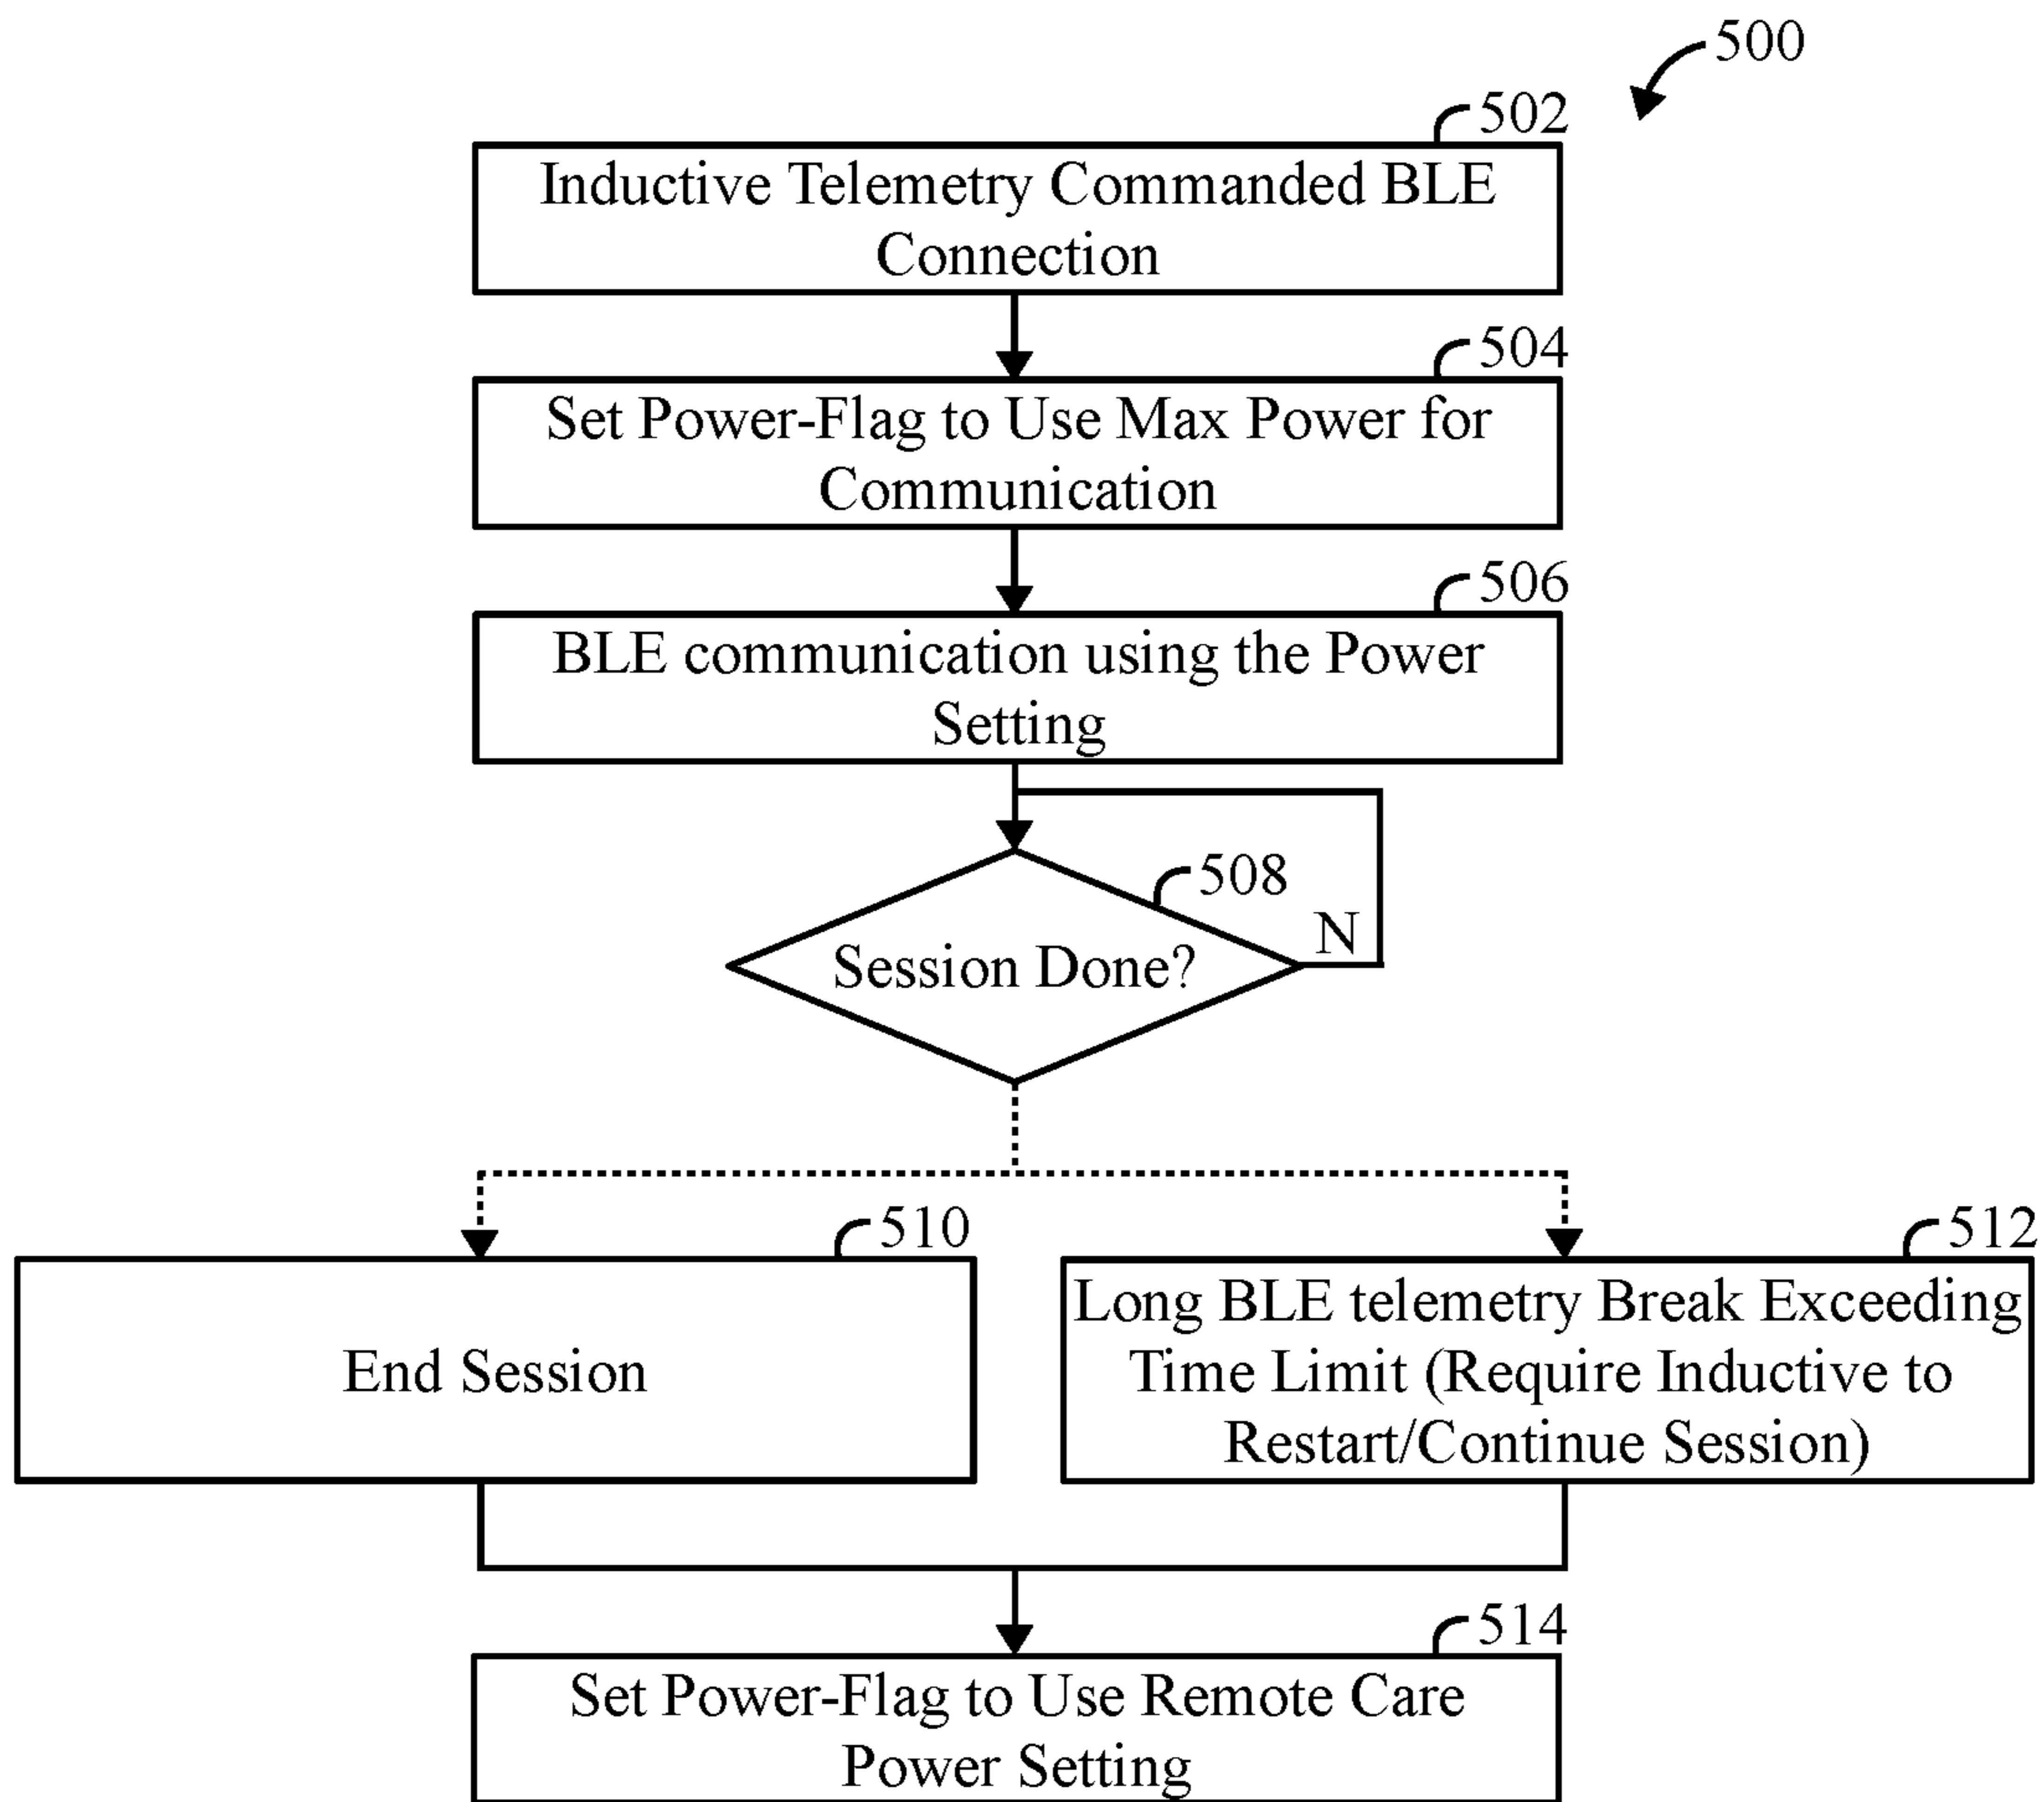 500
502
Inductive Telemetry Commanded BLE
Connection
504
Set Power-Flag to Use Max Power for
Communication
506
BLE communication using the Power
Setting
508
N
Session Done?
510
End Session
512
Long BLE telemetry Break Exceeding
Time Limit (Require Inductive to
Restart/Continue Session)
514
Set Power-Flag to Use Remote Care
Power Setting